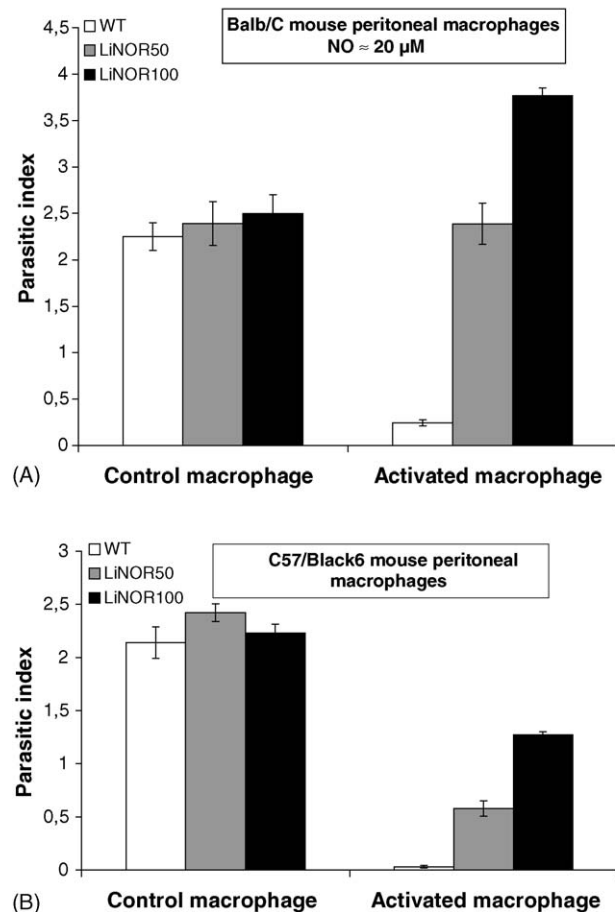 Balb/C mouse peritoneal macrophages
NO ≈ 20 µM
WT
LiNOR50
LiNOR100
Parasitic index
4,5
4
3,5
3
2,5
2
1,5
1
0,5
0
Control macrophage
Activated macrophage
(A)
C57/Black6 mouse peritoneal
macrophages
WT
LiNOR50
LiNOR100
Parasitic index
3
2,5
2
1,5
1
0,5
0
Control macrophage
Activated macrophage
(B)